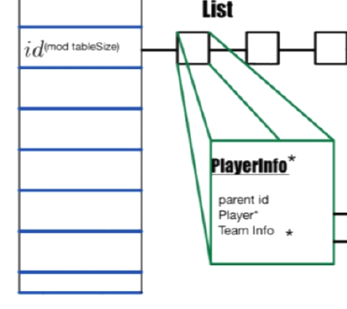 List
id(mod tableSize)
PlayerInfo*
parent id
Player*
Team Info *